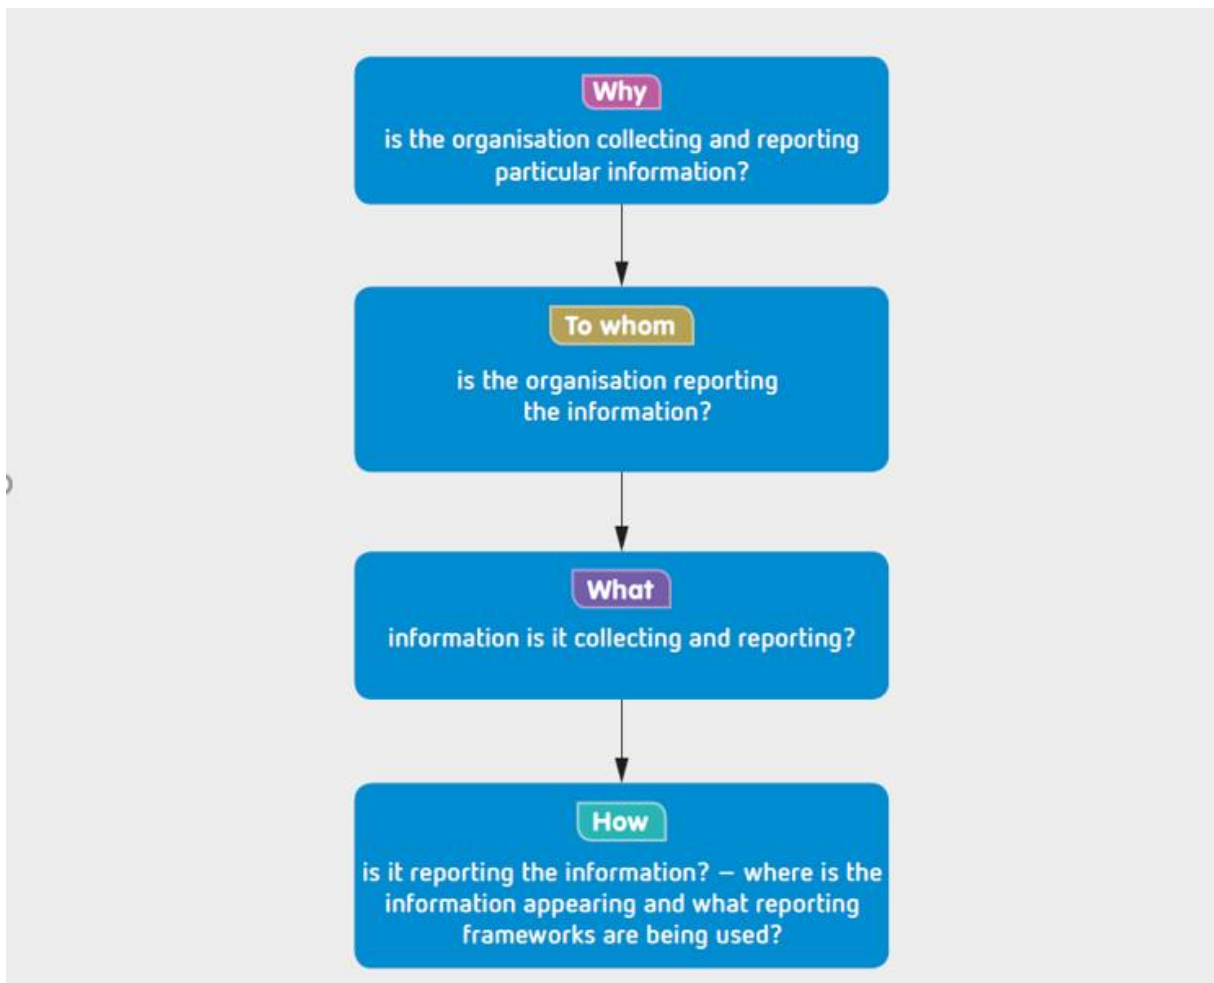 Why
is the organisation collecting and reporting
particular information?
To whom
is the organisation reporting
the information?
What
information is it collecting and reporting?
How
is it reporting the information? – where is the
information appearing and what reporting
frameworks are being used?